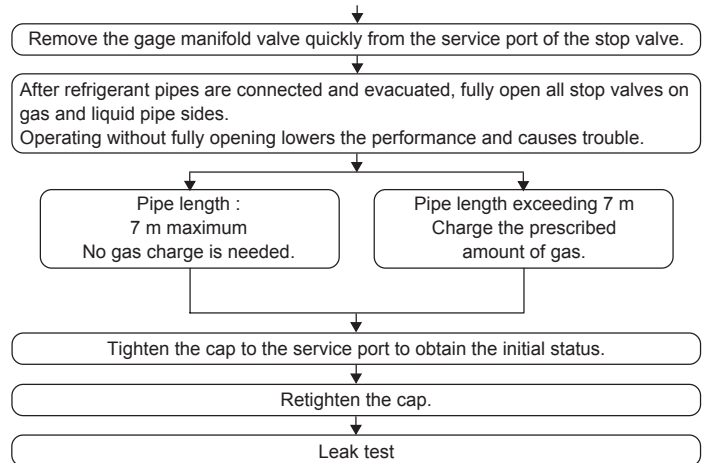 Remove the gage manifold valve quickly from the service port of the stop valve.
After refrigerant pipes are connected and evacuated, fully open all stop valves on
gas and liquid pipe sides.
Operating without fully opening lowers the performance and causes trouble.
Pipe length :
7 m maximum
No gas charge is needed.
Pipe length exceeding 7 m
Charge the prescribed
amount of gas.
Tighten the cap to the service port to obtain the initial status.
Retighten the cap.
Leak test